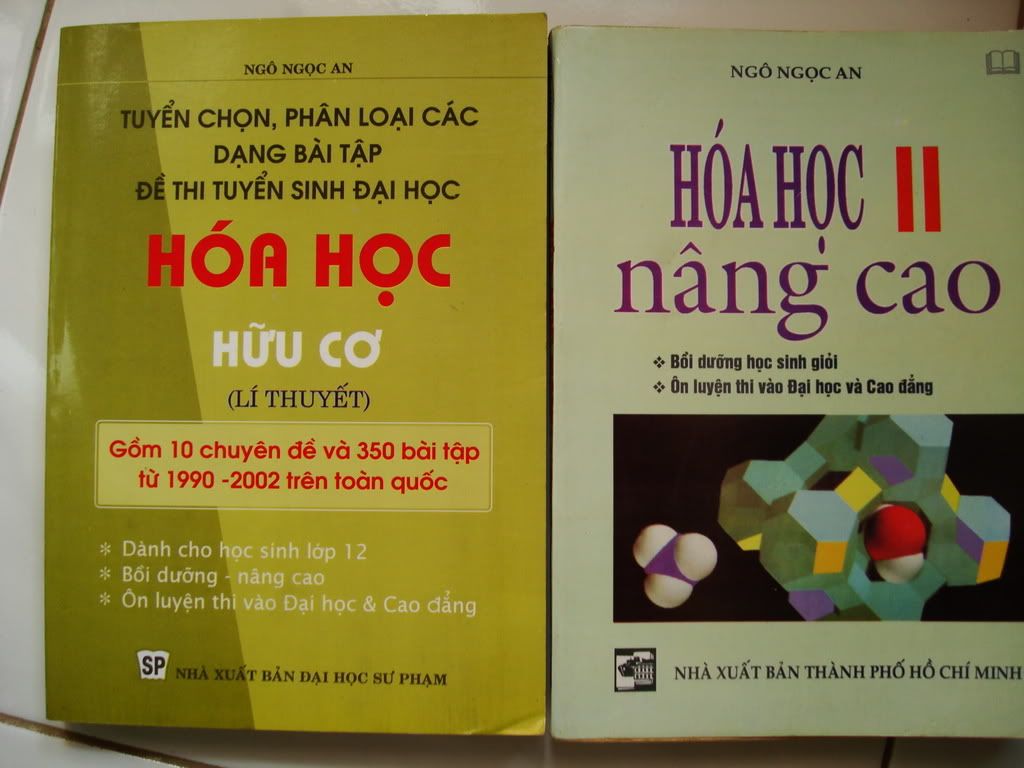 NGÔ NGỌC AN
TUYỂN CHỌN, PHÂN LOẠI CÁC
DẠNG BÀI TẬP
ĐỀ THI TUYỂN SINH ĐẠI HỌC
HÓA HỌC
HỮU CƠ
(LÍ THUYẾT)
Gồm 10 chuyên đề và 350 bài tập
từ 1990 -2002 trên toàn quốc
* Dành cho học sinh lớp 12
* Bồi dưỡng - nâng cao
* Ôn luyện thi vào Đại học & Cao đẳng
SP NHÀ XUẤT BẢN ĐẠI HỌC SƯ PHẠM
NGÔ NGỌC AN
HÓA HỌC 11
nâng cao
❖ Bồi dưỡng học sinh giỏi
❖ Ôn luyện thi vào Đại học và Cao đẳng
NHÀ XUẤT BẢN THÀNH PHỐ HỒ CHÍ MINH